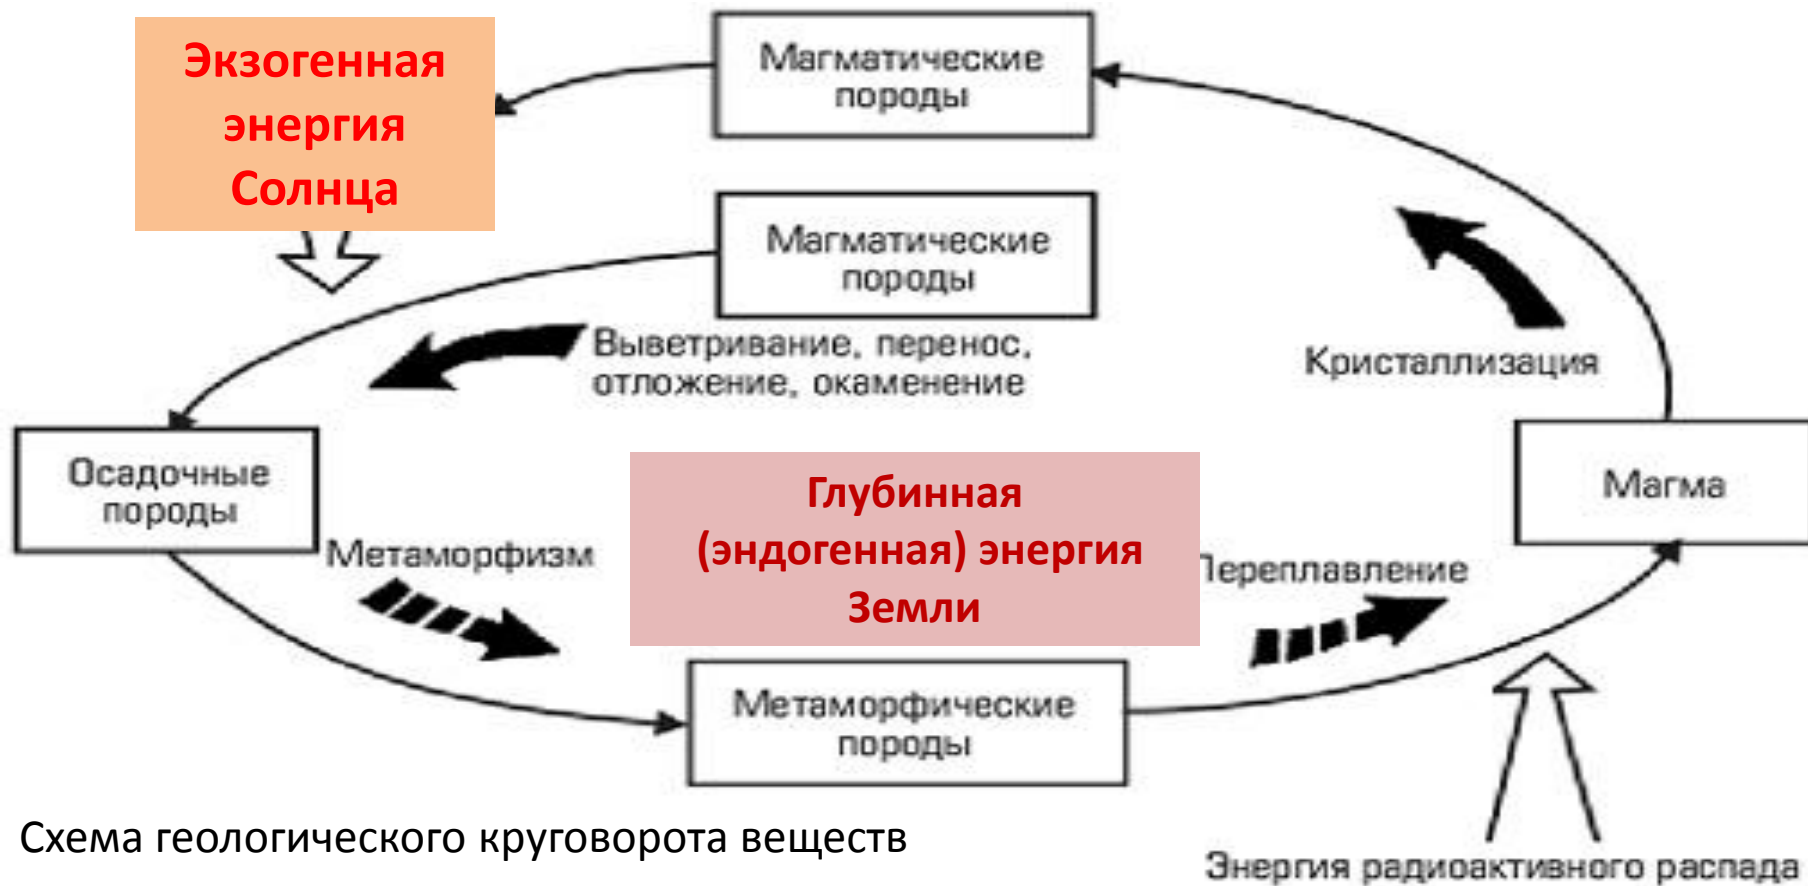 Экзогенная
энергия
Солнца
Магматические
породы
Магматические
породы
Выветривание, перенос,
отложение, окаменение
Кристаллизация
Осадочные
породы
Магма
Глубинная
(эндогенная) энергия
Земли
Метаморфизм
Переплавление
Метаморфические
породы
Схема геологического круговорота веществ
Энергия радиоактивного распада